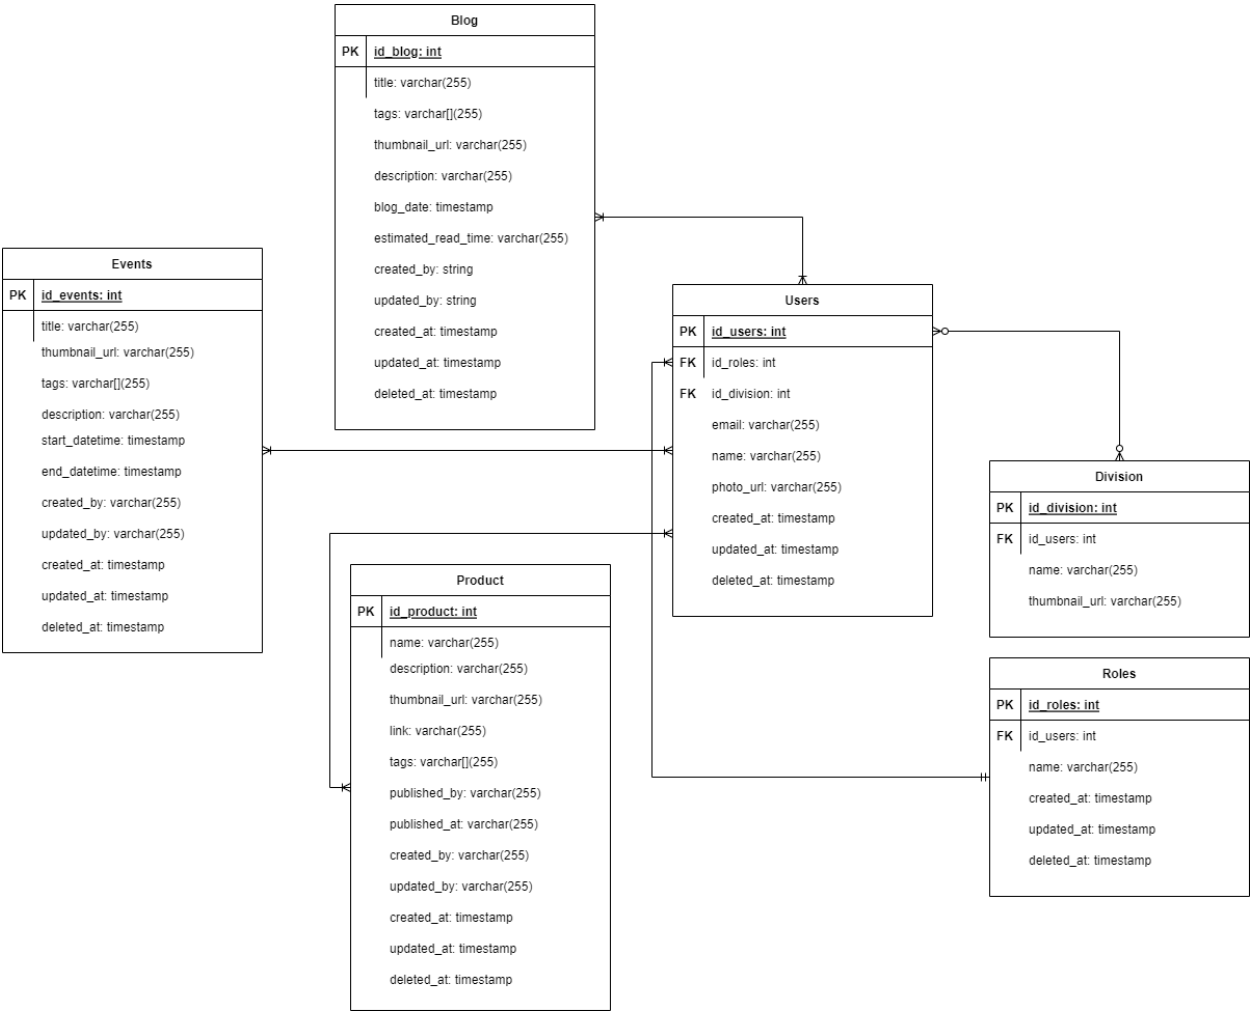 Blog
PK id_blog: int
title: varchar(255)
tags: varchar[](255)
thumbnail_url: varchar(255)
description: varchar(255)
blog_date: timestamp
estimated_read_time: varchar(255)
created_by: string
updated_by: string
created_at: timestamp
updated_at: timestamp
deleted_at: timestamp
Events
PK id_events: int
title: varchar(255)
thumbnail_url: varchar(255)
tags: varchar[](255)
description: varchar(255)
start_datetime: timestamp
end_datetime: timestamp
created_by: varchar(255)
updated_by: varchar(255)
created_at: timestamp
updated_at: timestamp
deleted_at: timestamp
Users
PK id_users: int
FK id_roles: int
FK id_division: int
email: varchar(255)
name: varchar(255)
photo_url: varchar(255)
created_at: timestamp
updated_at: timestamp
deleted_at: timestamp
Division
PK id_division: int
FK id_users: int
name: varchar(255)
thumbnail_url: varchar(255)
Product
PK id_product: int
name: varchar(255)
description: varchar(255)
thumbnail_url: varchar(255)
link: varchar(255)
tags: varchar[](255)
published_by: varchar(255)
published_at: varchar(255)
created_by: varchar(255)
updated_by: varchar(255)
created_at: timestamp
updated_at: timestamp
deleted_at: timestamp
Roles
PK id_roles: int
FK id_users: int
name: varchar(255)
created_at: timestamp
updated_at: timestamp
deleted_at: timestamp